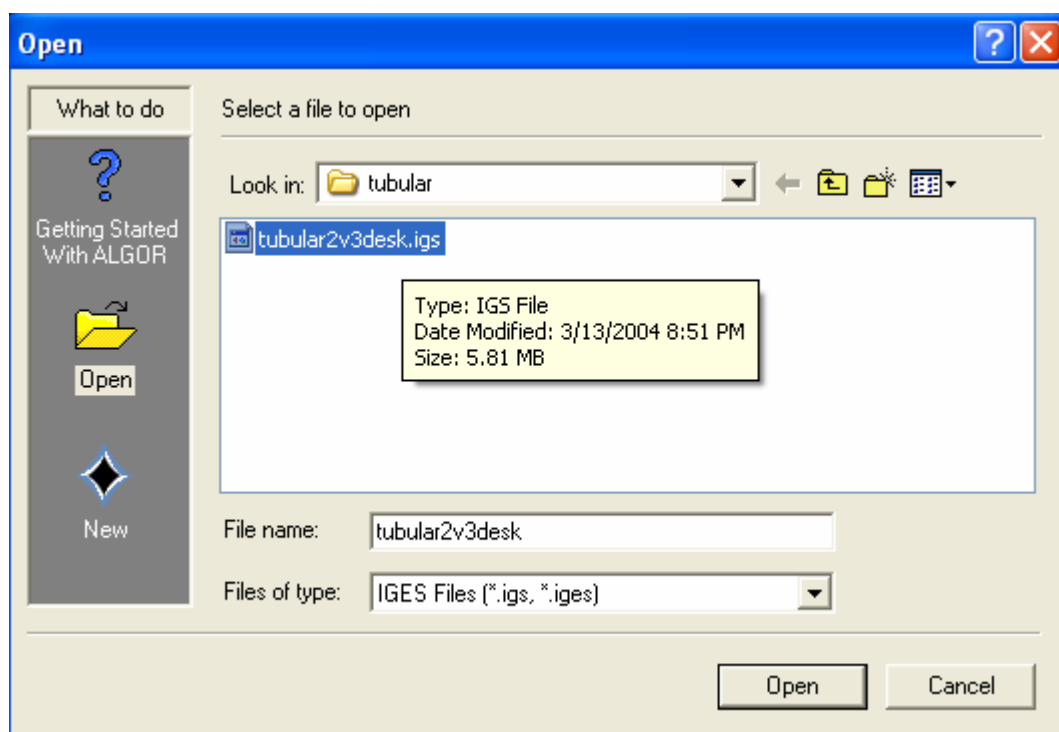 Open
What to do
Select a file to open
Look in: tubular
Getting Started
With ALGOR
tubular2v3desk.igs
Type: IGS File
Date Modified: 3/13/2004 8:51 PM
Size: 5.81 MB
Open
New
File name: tubular2v3desk
Files of type: IGES Files (*.igs, *.iges)
Open Cancel